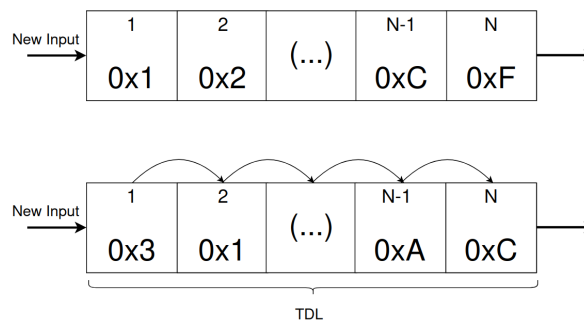 1 2 N-1 N
New Input
0x1 0x2 (...) 0xC 0xF
1 2 N-1 N
New Input
0x3 0x1 (...) 0xA 0xC
TDL